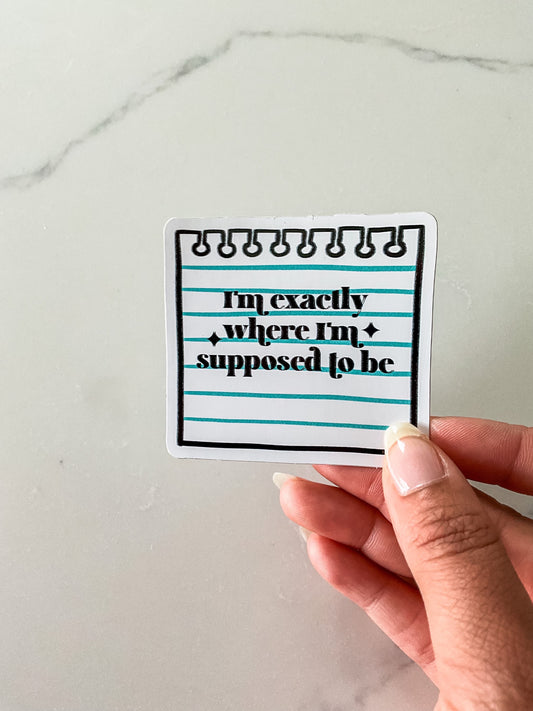 I'm exactly
where I'm
supposed to be